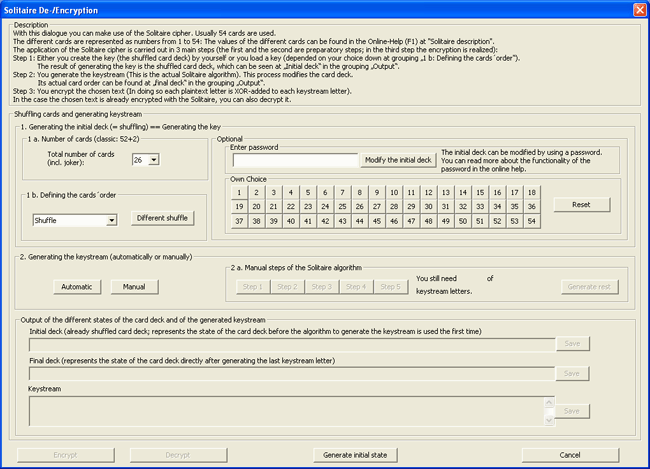 Solitaire De-/Encryption
Description
With this dialogue you can make use of the Solitaire cipher. Usually 54 cards are used.
The different cards are represented as numbers from 1 to 54: The values of the different cards can be found in the Online-Help (F1) at "Solitaire description".
The application of the Solitaire cipher is carried out in 3 main steps (the first and the second are preparatory steps; in the third step the encryption is realized):
Step 1: Either you create the key (the shuffled card deck) by yourself or you load a key (depended on your choice down at grouping „1 b: Defining the cards´order“).
The result of generating the key is the shuffled card deck, which can be seen at „Initial deck“ in the grouping „Output“.
Step 2: You generate the keystream (This is the actual Solitaire algorithm). This process modifies the card deck.
Its actual card order can be found at „final deck“ in the grouping „Output“.
Step 3: You encrypt the chosen text (In doing so each plaintext letter is XOR-added to each keystream letter).
In the case the chosen text is already encrypted with the Solitaire, you can also decrypt it.
Shuffling cards and generating keystream
1. Generating the initial deck (= shuffling) == Generating the key
1 a. Number of cards (classic: 52+2)
Total number of cards
(incl. joker):
26
1 b. Defining the cards´order
Shuffle
Different shuffle
Optional
Enter password
Modify the initial deck
The initial deck can be modified by using a password.
You can read more about the functionality of the
password in the online help.
Own Choice
1 2 3 4 5 6 7 8 9 10 11 12 13 14 15 16 17 18
19 20 21 22 23 24 25 26 27 28 29 30 31 32 33 34 35 36
37 38 39 40 41 42 43 44 45 46 47 48 49 50 51 52 53 54
Reset
2. Generating the keystream (automatically or manually)
Automatic
Manual
2 a. Manual steps of the Solitaire algorithm
Step 1 Step 2 Step 3 Step 4 Step 5
You still need of
keystream letters.
Generate rest
Output of the different states of the card deck and of the generated keystream
Initial deck (already shuffled card deck; represents the state of the card deck before the algorithm to generate the keystream is used the first time)
Save
Final deck (represents the state of the card deck directly after generating the last keystream letter)
Save
Keystream
Save
Encrypt
Decrypt
Generate initial state
Cancel